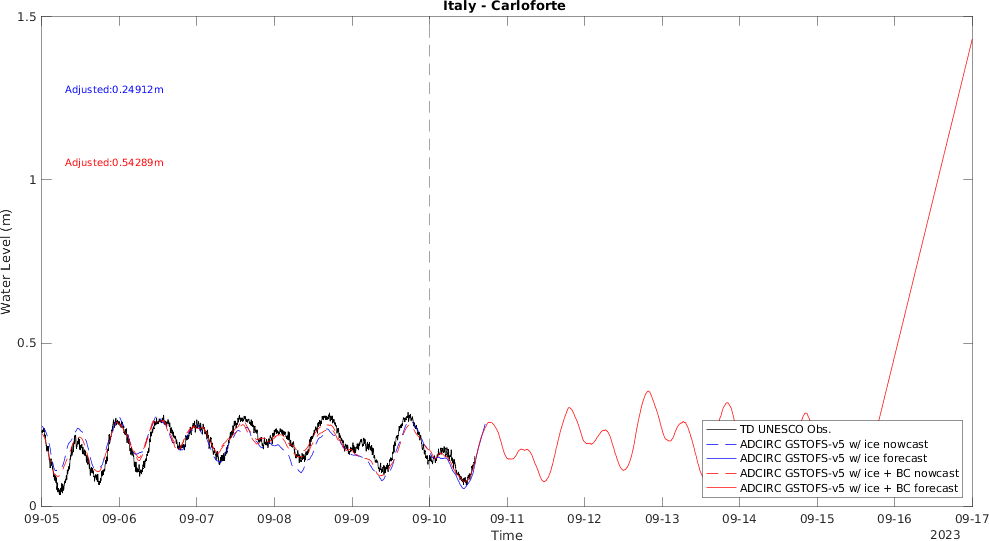 Italy - Carloforte
1.5
Adjusted:0.24912m
Adjusted:0.54289m
1
Water Level (m)
0.5
TD UNESCO Obs.
ADCIRC GSTOFS-v5 w/ ice nowcast
ADCIRC GSTOFS-v5 w/ ice forecast
ADCIRC GSTOFS-v5 w/ ice + BC nowcast
ADCIRC GSTOFS-v5 w/ ice + BC forecast
0
09-05 09-06 09-07 09-08 09-09 09-10 09-11 09-12 09-13 09-14 09-15 09-16 09-17
Time
2023